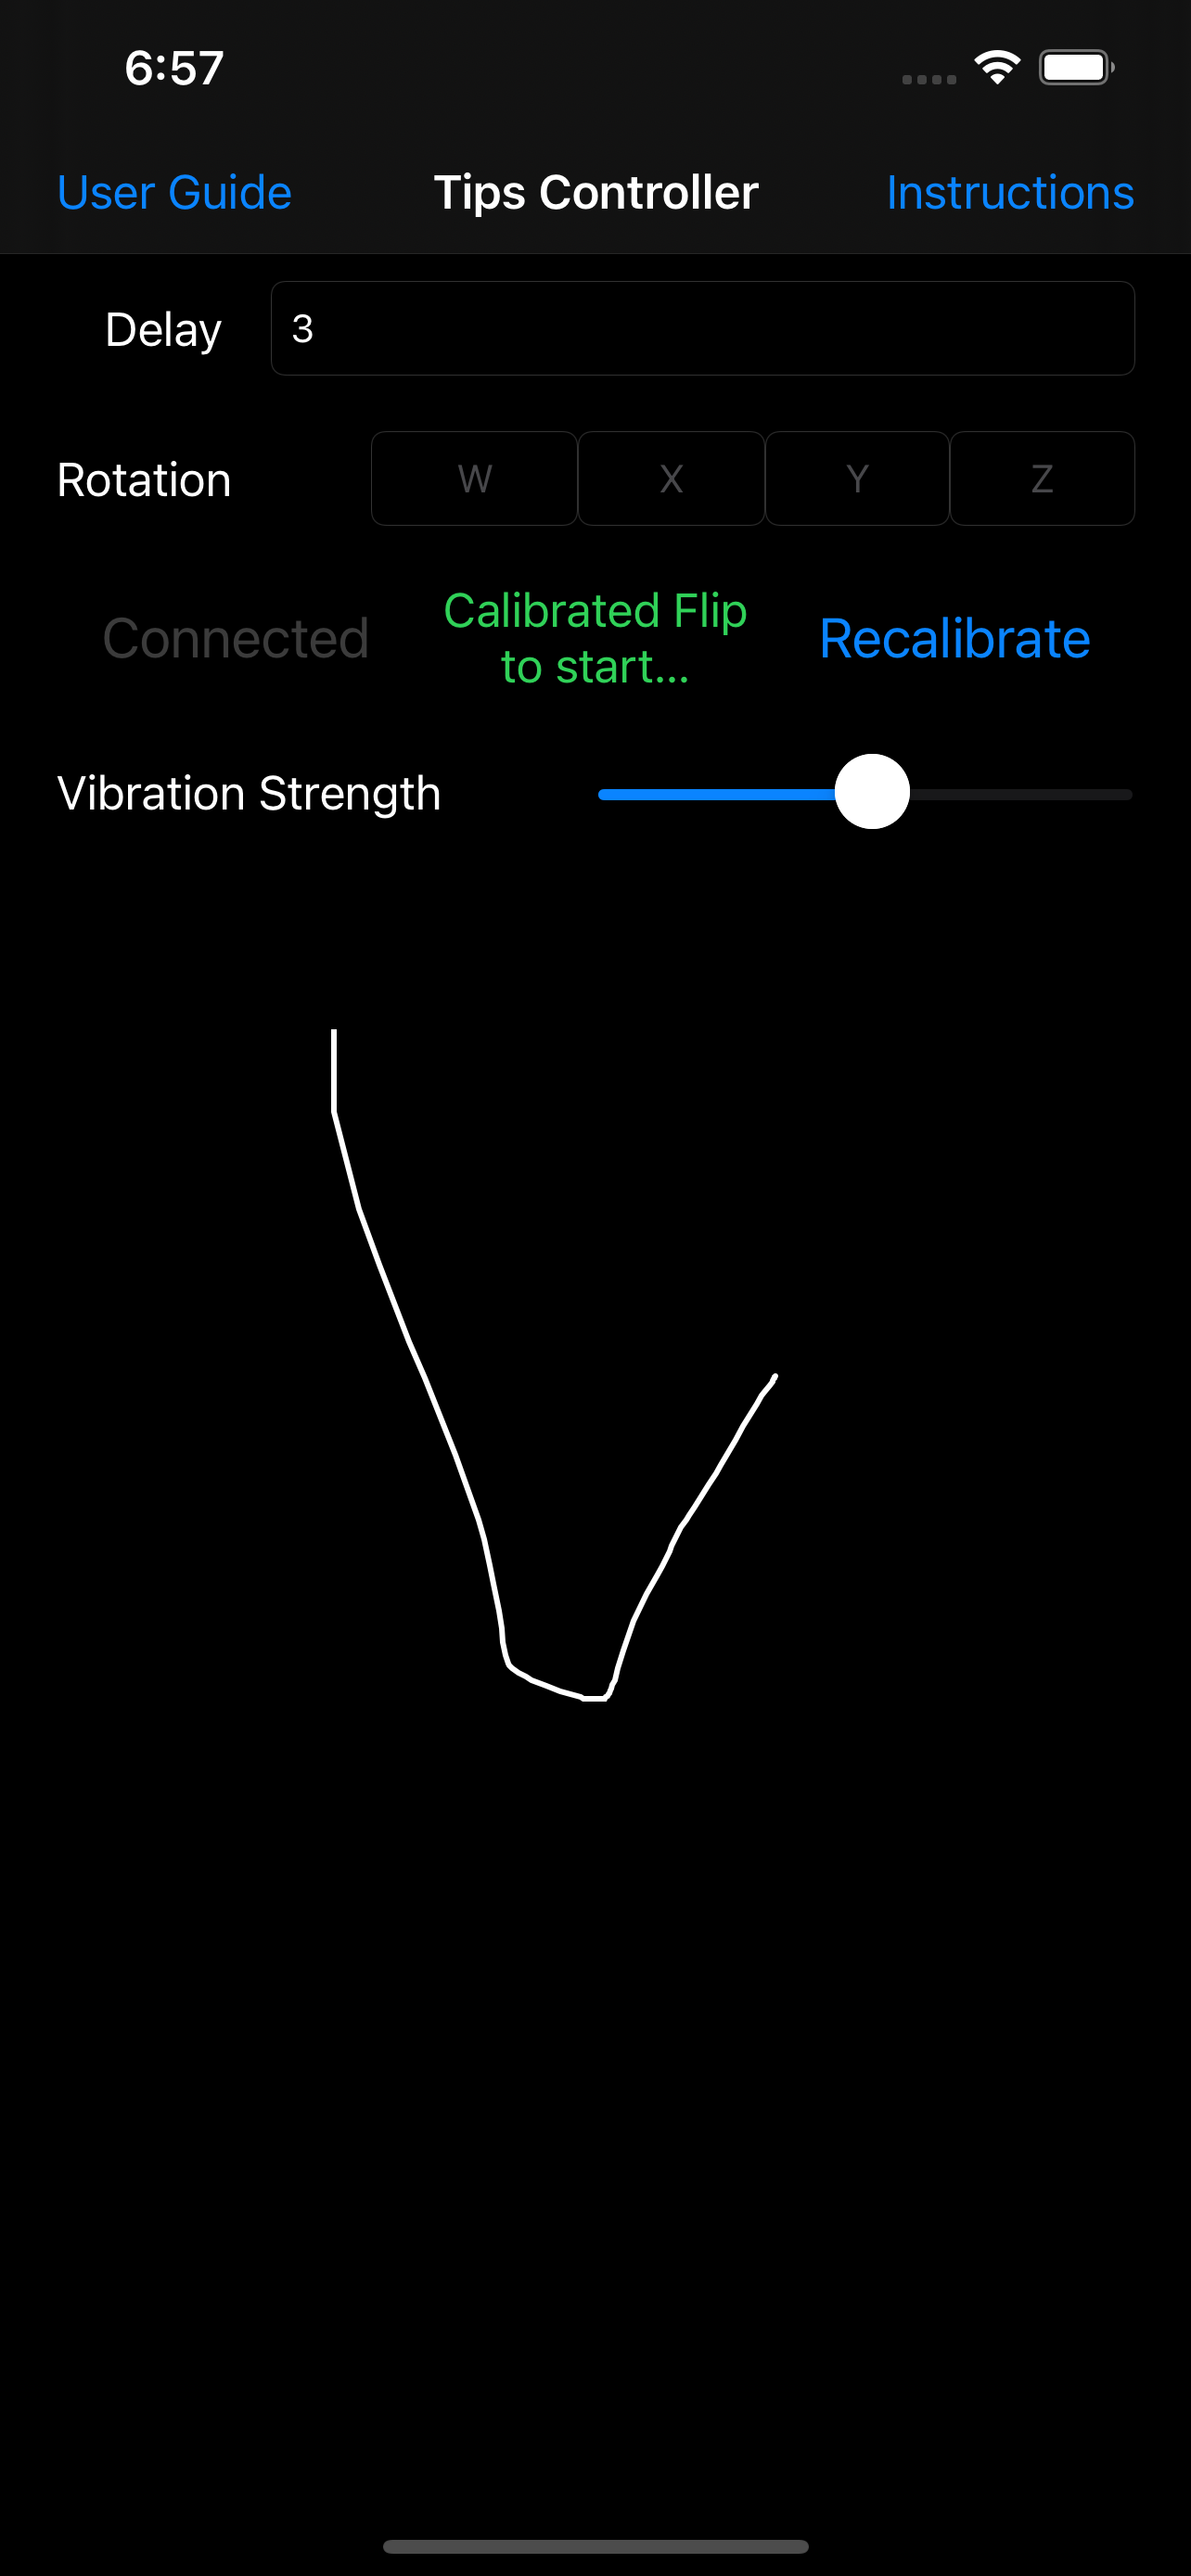 6:57
User Guide Tips Controller Instructions
Delay 3
Rotation W X Y Z
Connected Calibrated Flip to start... Recalibrate
Vibration Strength